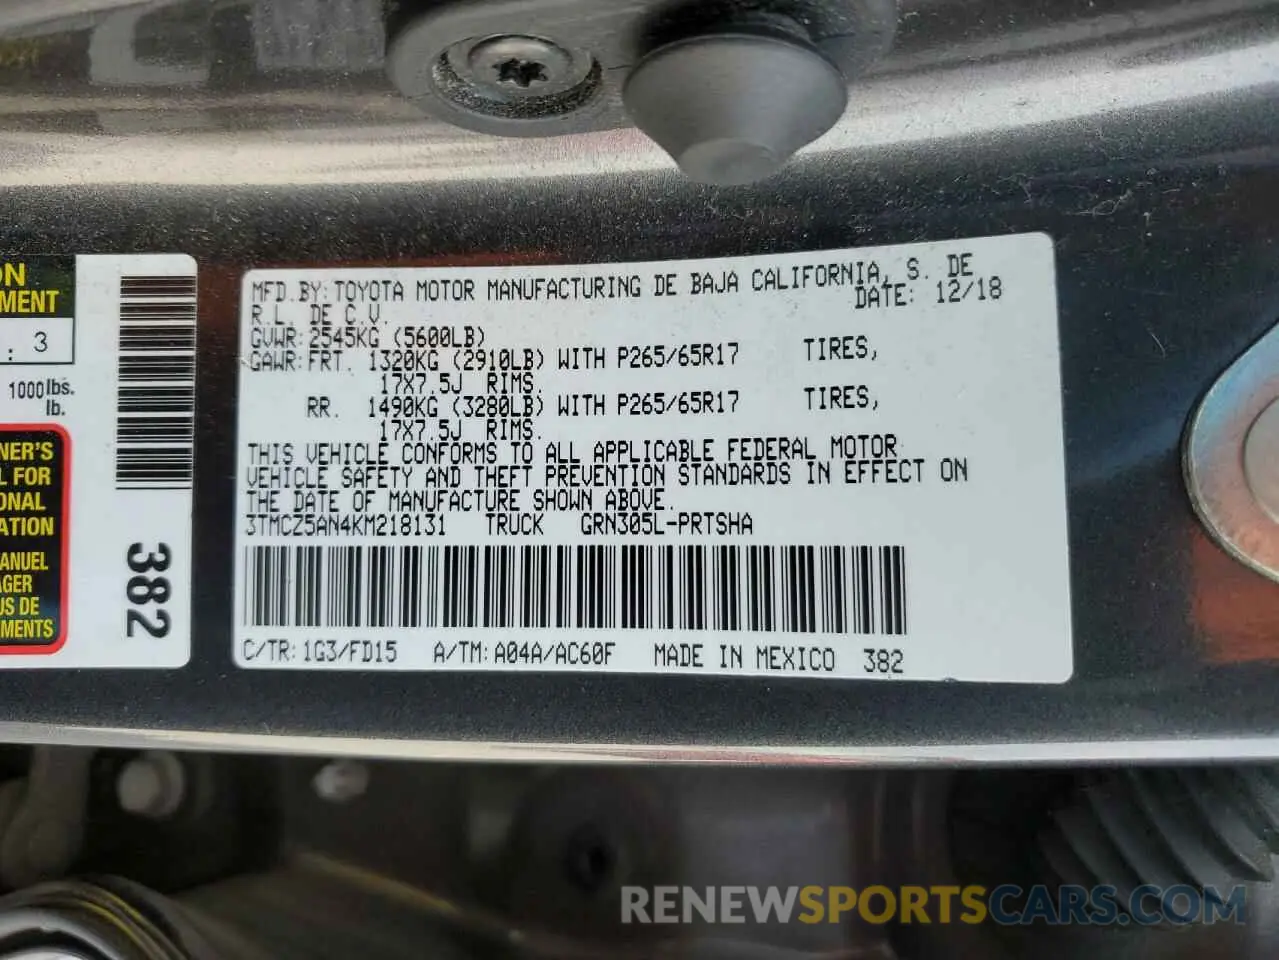 MFD.BY:TOYOTA MOTOR MANUFACTURING DE BAJA CALIFORNIA, S. DE
R.L. DE C.V. DATE: 12/18
GVWR:2545KG (5600LB)
GAWR:FRT. 1320KG (2910LB) WITH P265/65R17 TIRES,
17X7.5J RIMS.
RR. 1490KG (3280LB) WITH P265/65R17 TIRES,
17X7.5J RIMS.
THIS VEHICLE CONFORMS TO ALL APPLICABLE FEDERAL MOTOR
VEHICLE SAFETY AND THEFT PREVENTION STANDARDS IN EFFECT ON
THE DATE OF MANUFACTURE SHOWN ABOVE.
3TMCZ5AN4KM218131 TRUCK GRN305L-PRTSHA
C/TR:1G3/FD15 A/TM:A04A/AC60F MADE IN MEXICO 382
ON
MENT
: 3
1000lbs.
lb.
NER'S
L FOR
ONAL
ATION
ANUEL
AGER
US DE
MENTS
382
RENEWSPORTSCARS.COM